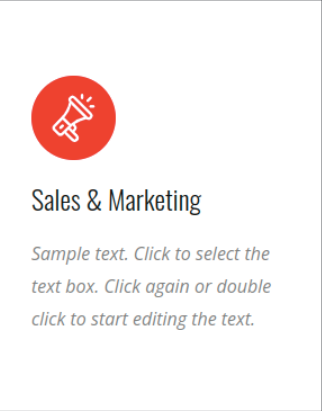 Sales & Marketing
Sample text. Click to select the
text box. Click again or double
click to start editing the text.